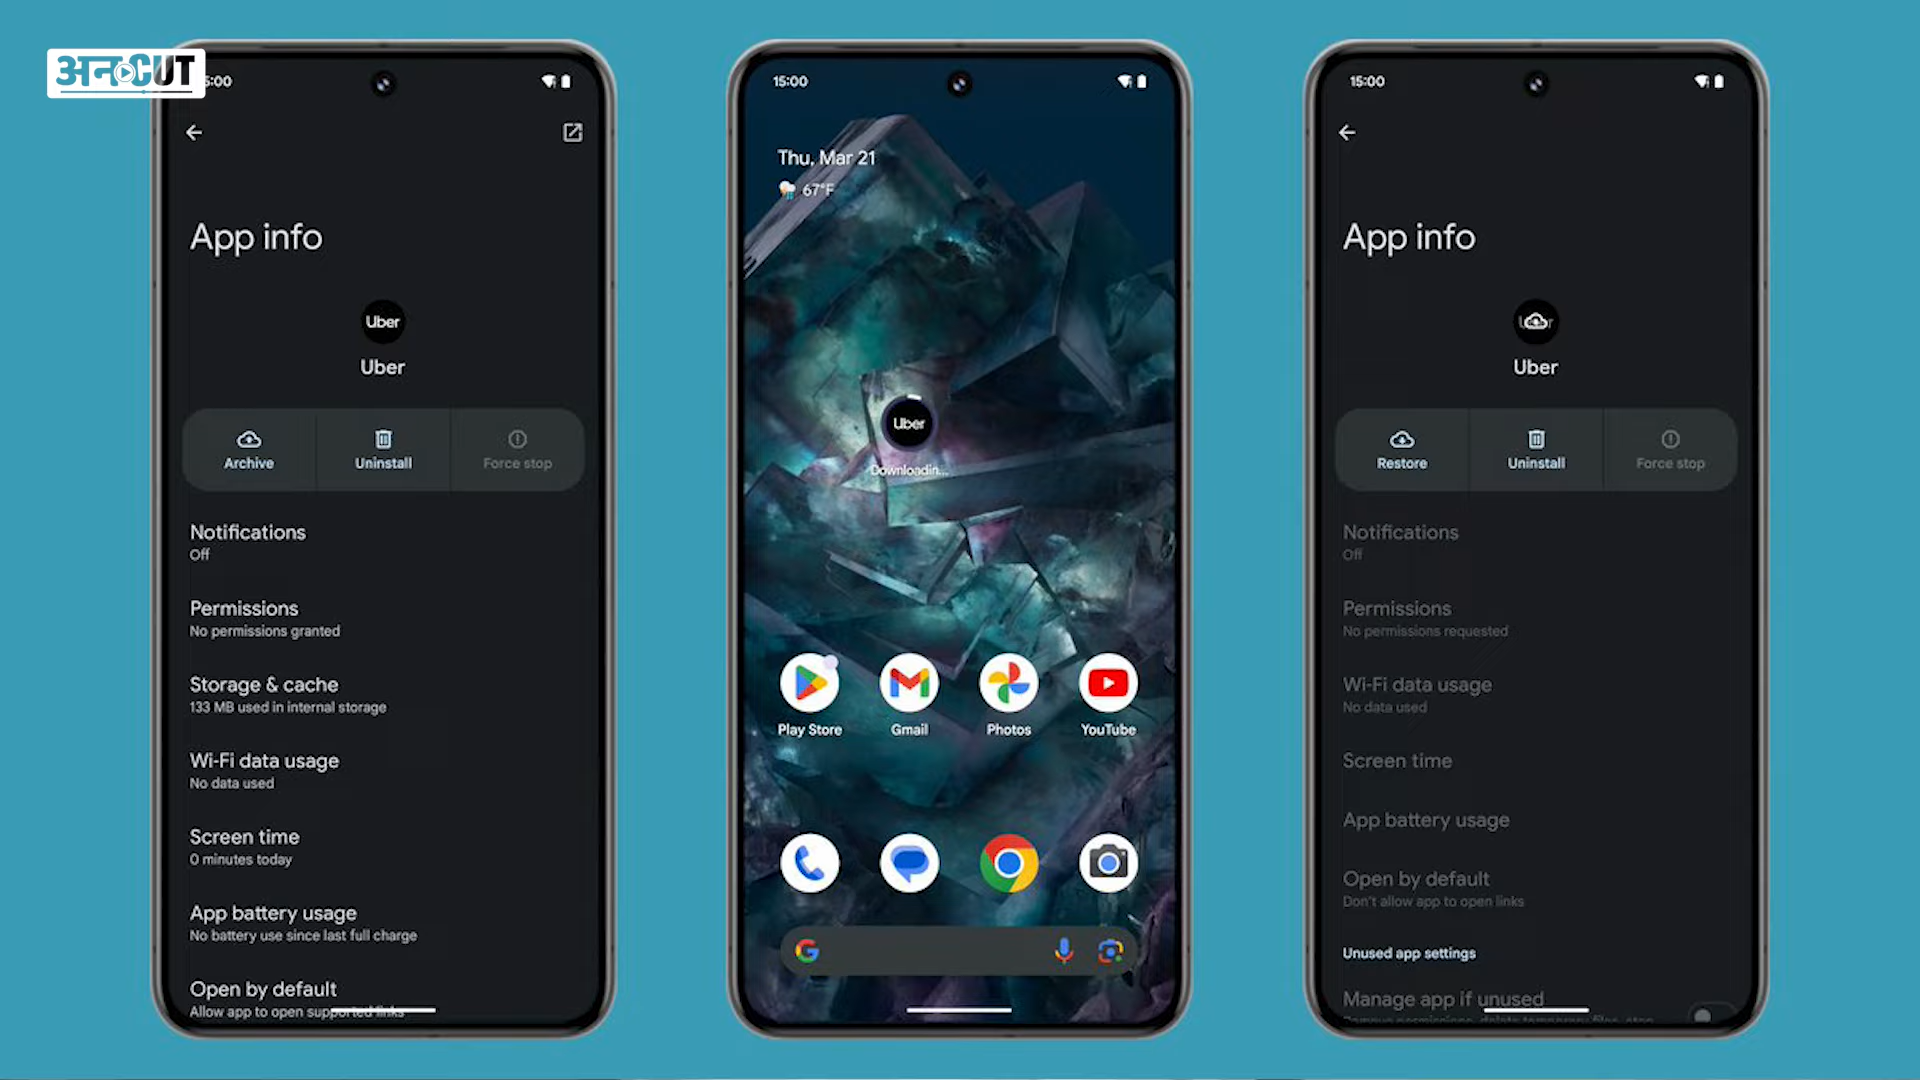 अनCUT
5:00
App info
Uber
Uber
Archive
Uninstall
Force stop
Notifications
Off
Permissions
No permissions granted
Storage & cache
133 MB used in internal storage
Wi-Fi data usage
No data used
Screen time
0 minutes today
App battery usage
No battery use since last full charge
Open by default
Allow app to open supported links
15:00
Thu, Mar 21
67°F
Uber
Downloadin...
Play Store
Gmail
Photos
YouTube
15:00
App info
Uber
Restore
Uninstall
Force stop
Notifications
Off
Permissions
No permissions requested
Wi-Fi data usage
No data used
Screen time
App battery usage
Open by default
Don't allow app to open links
Unused app settings
Manage app if unused